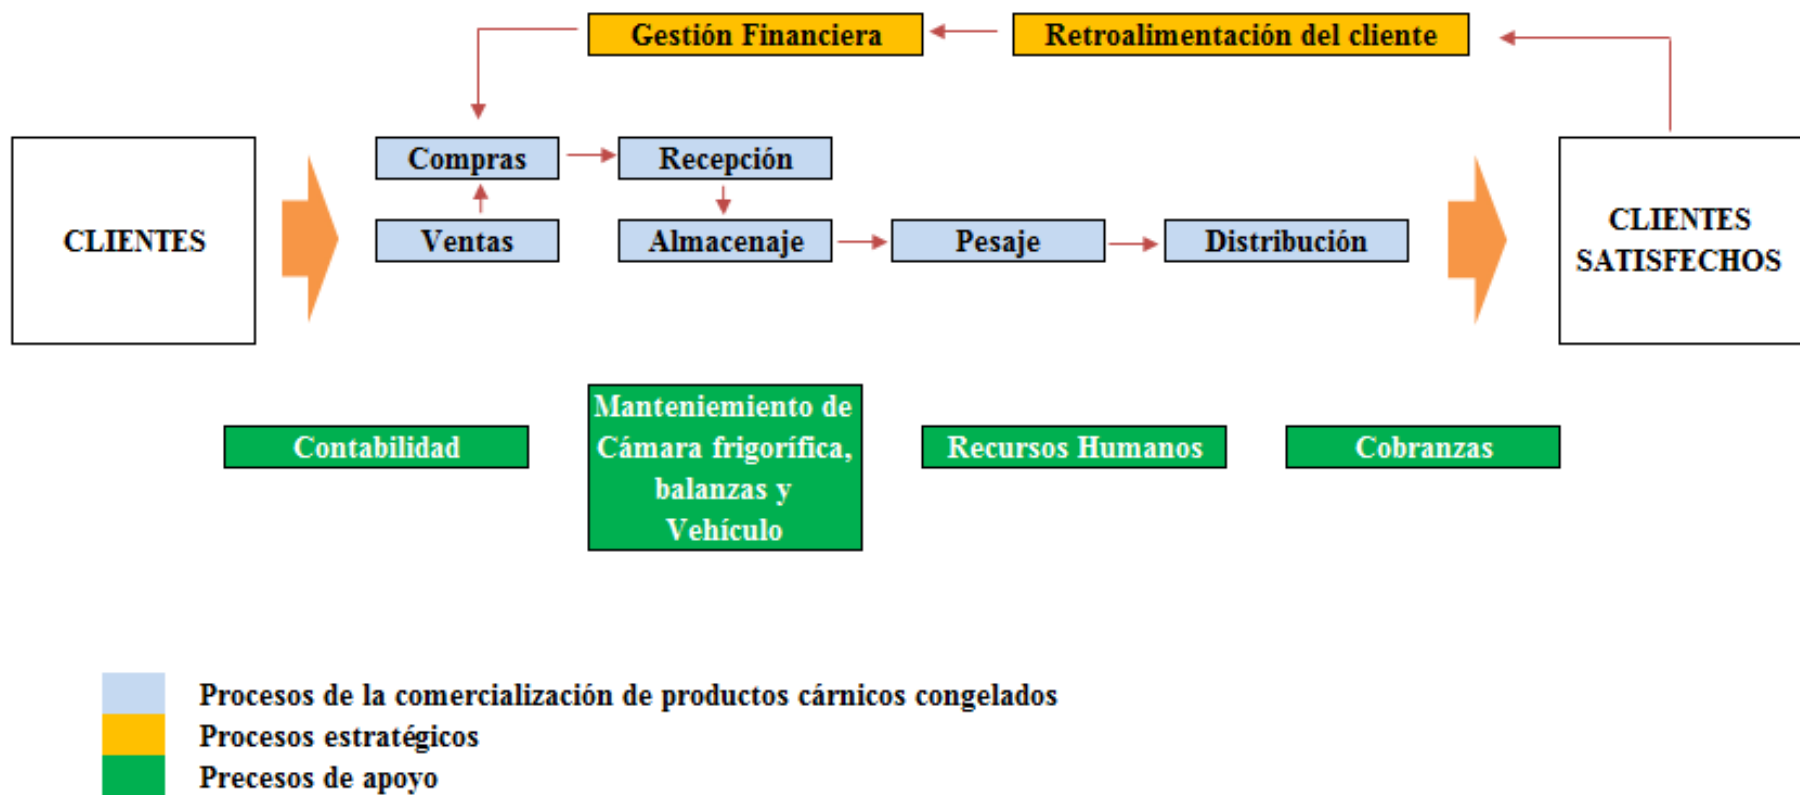 Gestión Financiera
Retroalimentación del cliente
Compras
Recepción
CLIENTES
Ventas
Almacenaje
Pesaje
Distribución
CLIENTES
SATISFECHOS
Contabilidad
Manteniemiento de
Cámara frigorífica,
balanzas y
Vehículo
Recursos Humanos
Cobranzas
Procesos de la comercialización de productos cárnicos congelados
Procesos estratégicos
Precesos de apoyo